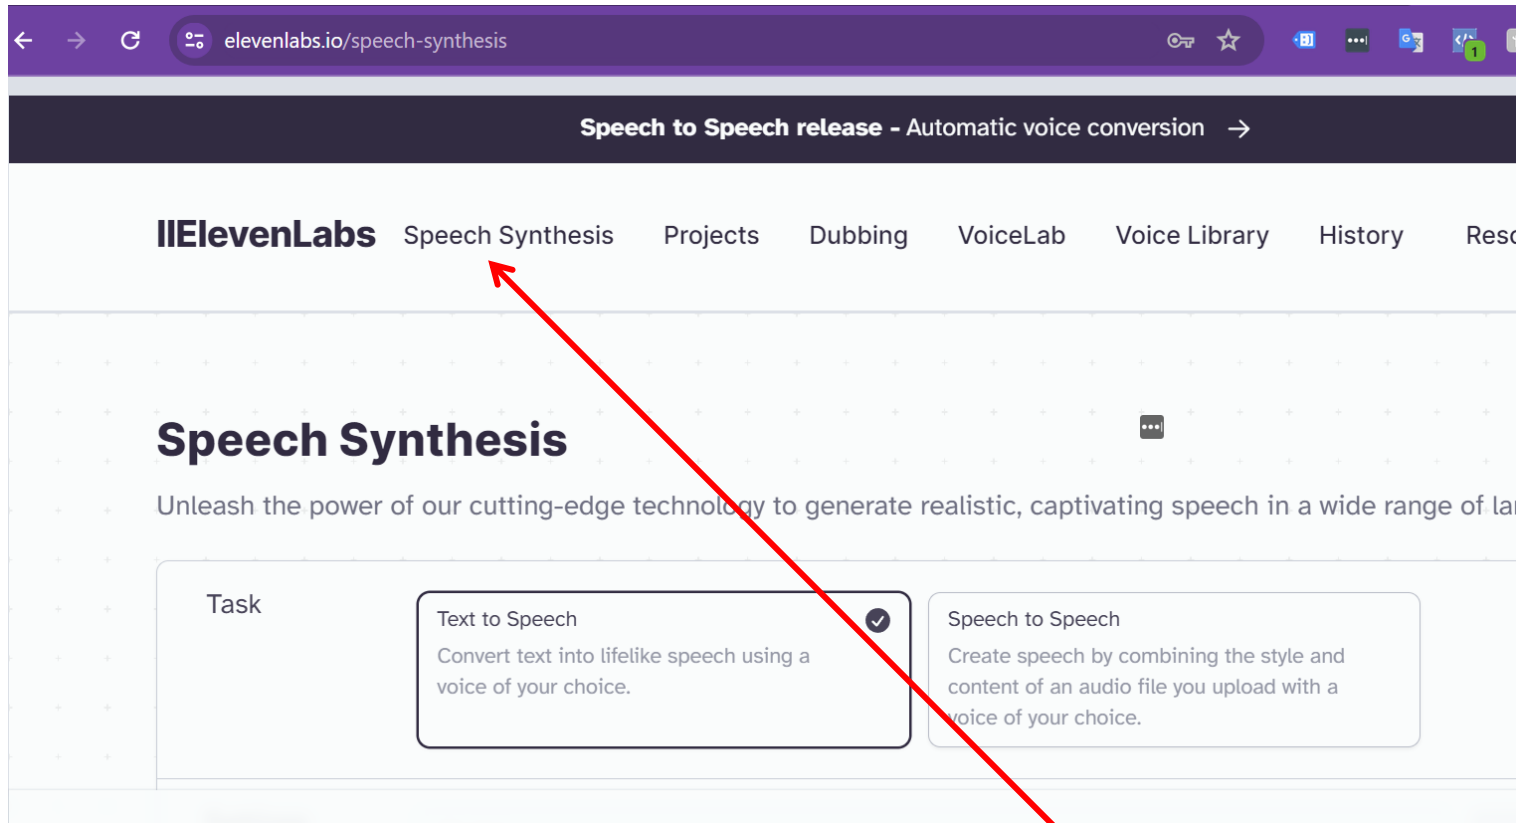 elevenlabs.io/speech-synthesis
1
Speech to Speech release - Automatic voice conversion →
IIElevenLabs Speech Synthesis Projects Dubbing VoiceLab Voice Library History
Speech Synthesis
Unleash the power of our cutting-edge technology to generate realistic, captivating speech in a wide range of
Task
Text to Speech
Convert text into lifelike speech using a
voice of your choice.
Speech to Speech
Create speech by combining the style and
content of an audio file you upload with a
voice of your choice.